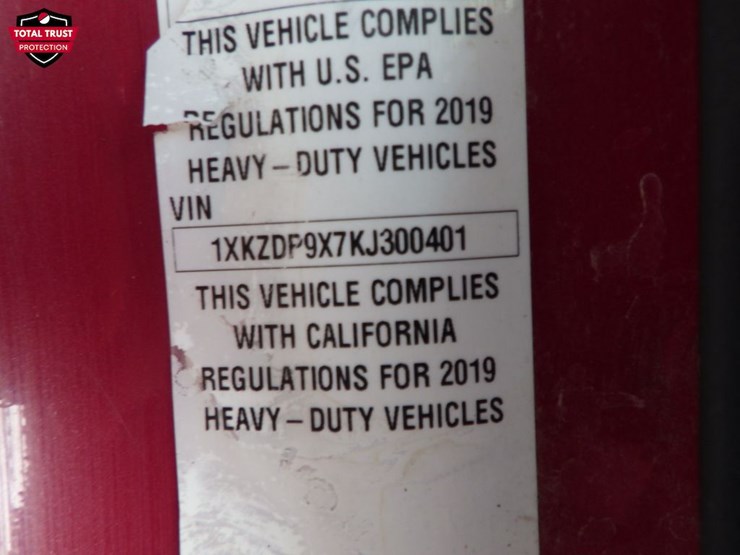 TOTAL TRUST
PROTECTION
THIS VEHICLE COMPLIES
WITH U.S. EPA
REGULATIONS FOR 2019
HEAVY-DUTY VEHICLES
VIN
1XKZDP9X7KJ300401
THIS VEHICLE COMPLIES
WITH CALIFORNIA
REGULATIONS FOR 2019
HEAVY-DUTY VEHICLES